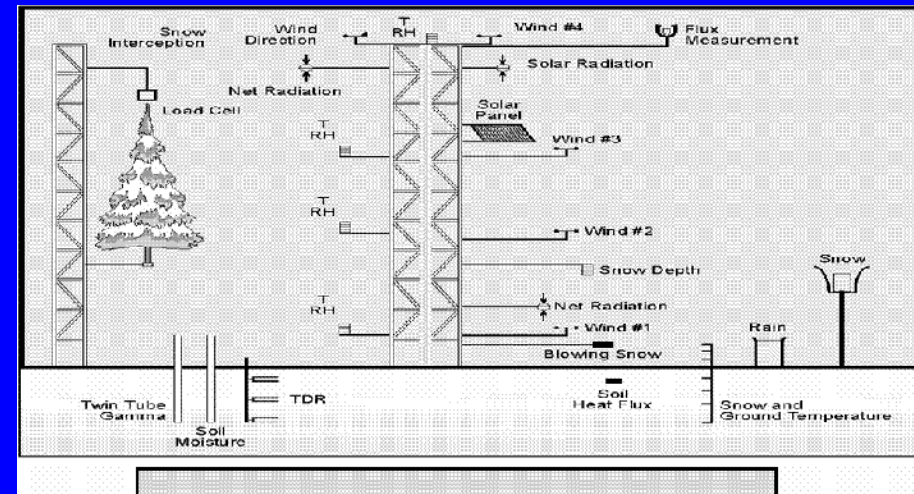 Snow
Interception
Wind
Direction
T
RH
Wind #4
Flux
Measurement
Net Radiation
Solar Radiation
Load Cell
Solar
Panel
T
RH
Wind #3
T
RH
Wind #2
Snow Depth
Snow
T
RH
Net Radiation
Wind #1
Rain
Blowing Snow
Twin Tube
Gamma
TDR
Soil
Heat Flux
Snow and
Ground Temperature
Soil
Moisture